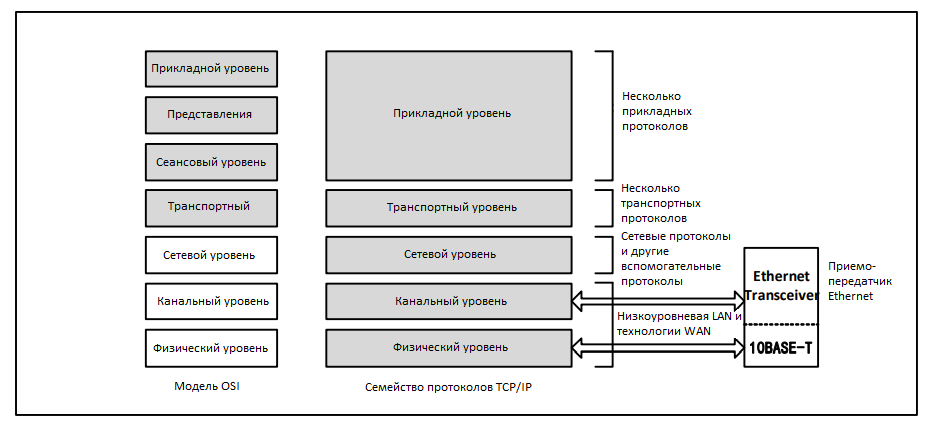 Прикладной уровень
Представления
Сеансовый уровень
Транспортный
Сетевой уровень
Канальный уровень
Физический уровень
Модель OSI
Прикладной уровень
Транспортный уровень
Сетевой уровень
Канальный уровень
Физический уровень
Семейство протоколов TCP/IP
Несколько
прикладных
протоколов
Несколько
транспортных
протоколов
Сетевые протоколы
и другие
вспомогательные
протоколы
Низкоуровневая LAN и
технологии WAN
Ethernet
Transceiver
10BASE-T
Приемо-
передатчик
Ethernet